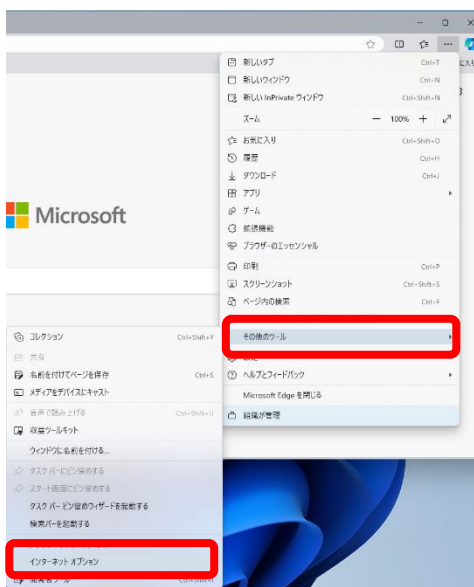 新しいタブ Ctrl+T
新しいウィンドウ Ctrl+N
新しい InPrivate ウィンドウ Ctrl+Shift+N
ズーム 100%
お気に入り Ctrl+Shift+O
履歴 Ctrl+H
ダウンロード Ctrl+J
アプリ
ゲーム
拡張機能
ブラウザーのエッセンシャル
印刷 Ctrl+P
スクリーンショット Ctrl+Shift+S
ページ内の検索 Ctrl+F
その他のツール
ヘルプとフィードバック
Microsoft Edge を閉じる
組織が管理
Microsoft
コレクション Ctrl+Shift+Y
共有
名前を付けてページを保存 Ctrl+S
メディアをデバイスにキャスト
音声で読み上げる Ctrl+Shift+U
収益ツールキット
ウィンドウに名前を付ける...
タスク バーにピン留めする
スタート画面にピン留めする
タスク バー ピン留めウィザードを起動する
検索バーを起動する
インターネット オプション